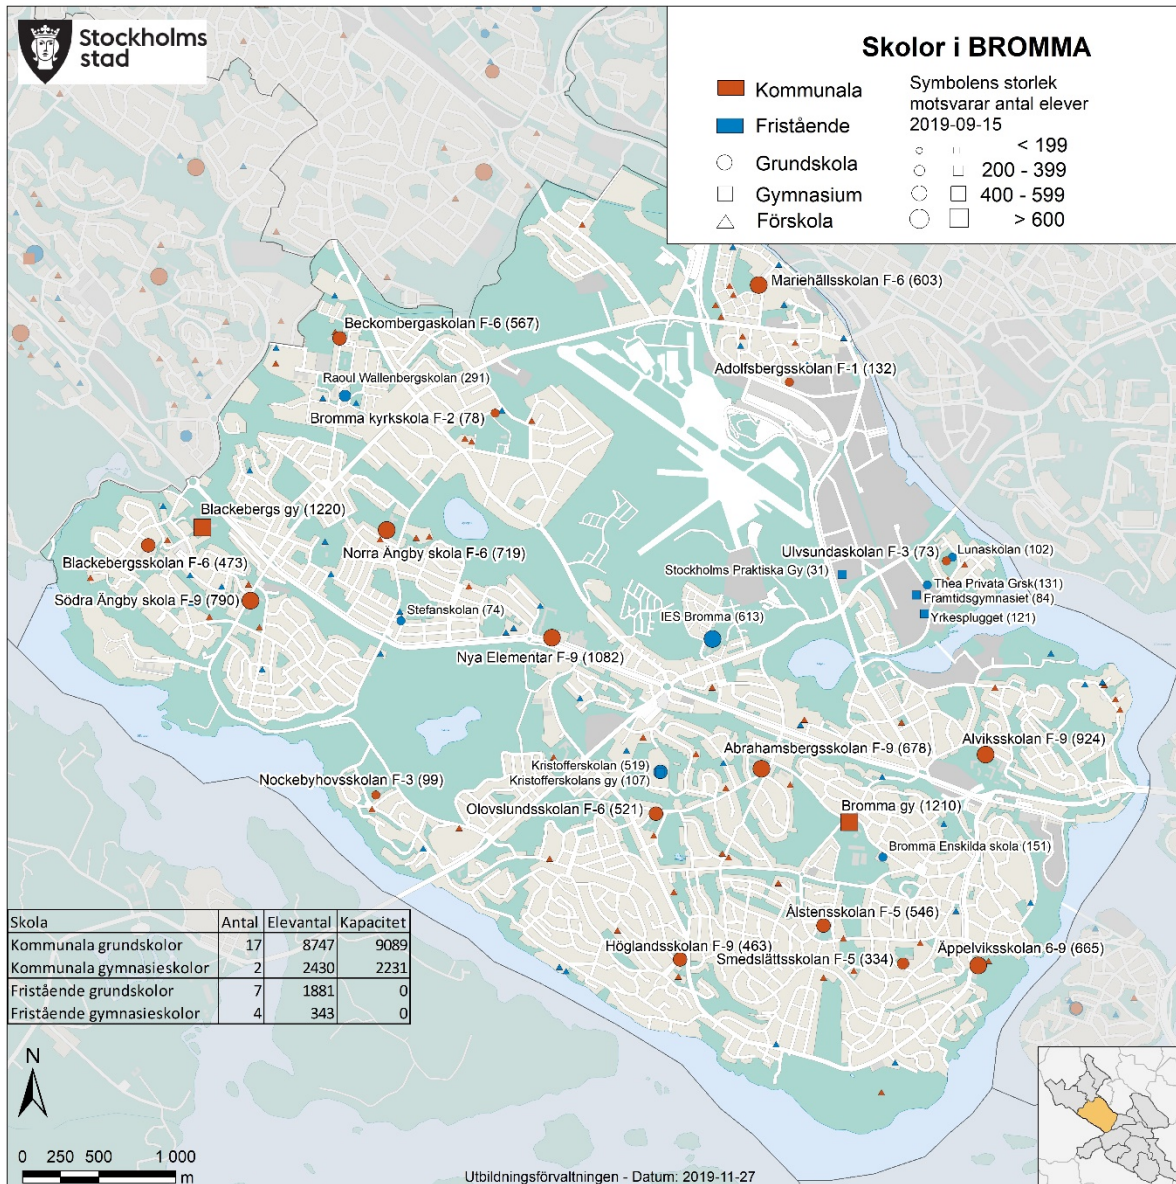 Stockholms
stad
Skolor i BROMMA
Kommunala
Fristående
Grundskola
Gymnasium
Förskola
Symbolens storlek
motsvarar antal elever
2019-09-15
< 199
200 - 399
400 - 599
> 600
Mariehällsskolan F-6 (603)
Beckombergaskolan F-6 (567)
Adolfsbergsskolan F-1 (132)
Raoul Wallenbergskolan (291)
Bromma kyrkskola F-2 (78)
Blackebergs gy (1220)
Norra Ängby skola F-6 (719)
Blackebergsskolan F-6 (473)
Ulvsundaskolan F-3 (73)
Lunaskolan (102)
Stockholms Praktiska Gy (31)
Thea Privata Grsk(131)
Framtidsgymnasiet (84)
Södra Ängby skola F-9 (790)
Stefanskolan (74)
IES Bromma (613)
Yrkesplugget (121)
Nya Elementar F-9 (1082)
Abrahamsbergsskolan F-9 (678)
Alviksskolan F-9 (924)
Kristofferskolan (519)
Kristofferskolans gy (107)
Nockebyhovsskolan F-3 (99)
Olovslundsskolan F-6 (521)
Bromma gy (1210)
Bromma Enskilda skola (151)
Ålstensskolan F-5 (546)
Höglandsskolan F-9 (463)
Smedslättsskolan F-5 (334)
Äppelviksskolan 6-9 (665)
Skola Antal Elevantal Kapacitet
Kommunala grundskolor 17 8747 9089
Kommunala gymnasieskolor 2 2430 2231
Fristående grundskolor 7 1881 0
Fristående gymnasieskolor 4 343 0
N
0 250 500 1 000
m
Utbildningsförvaltningen - Datum: 2019-11-27